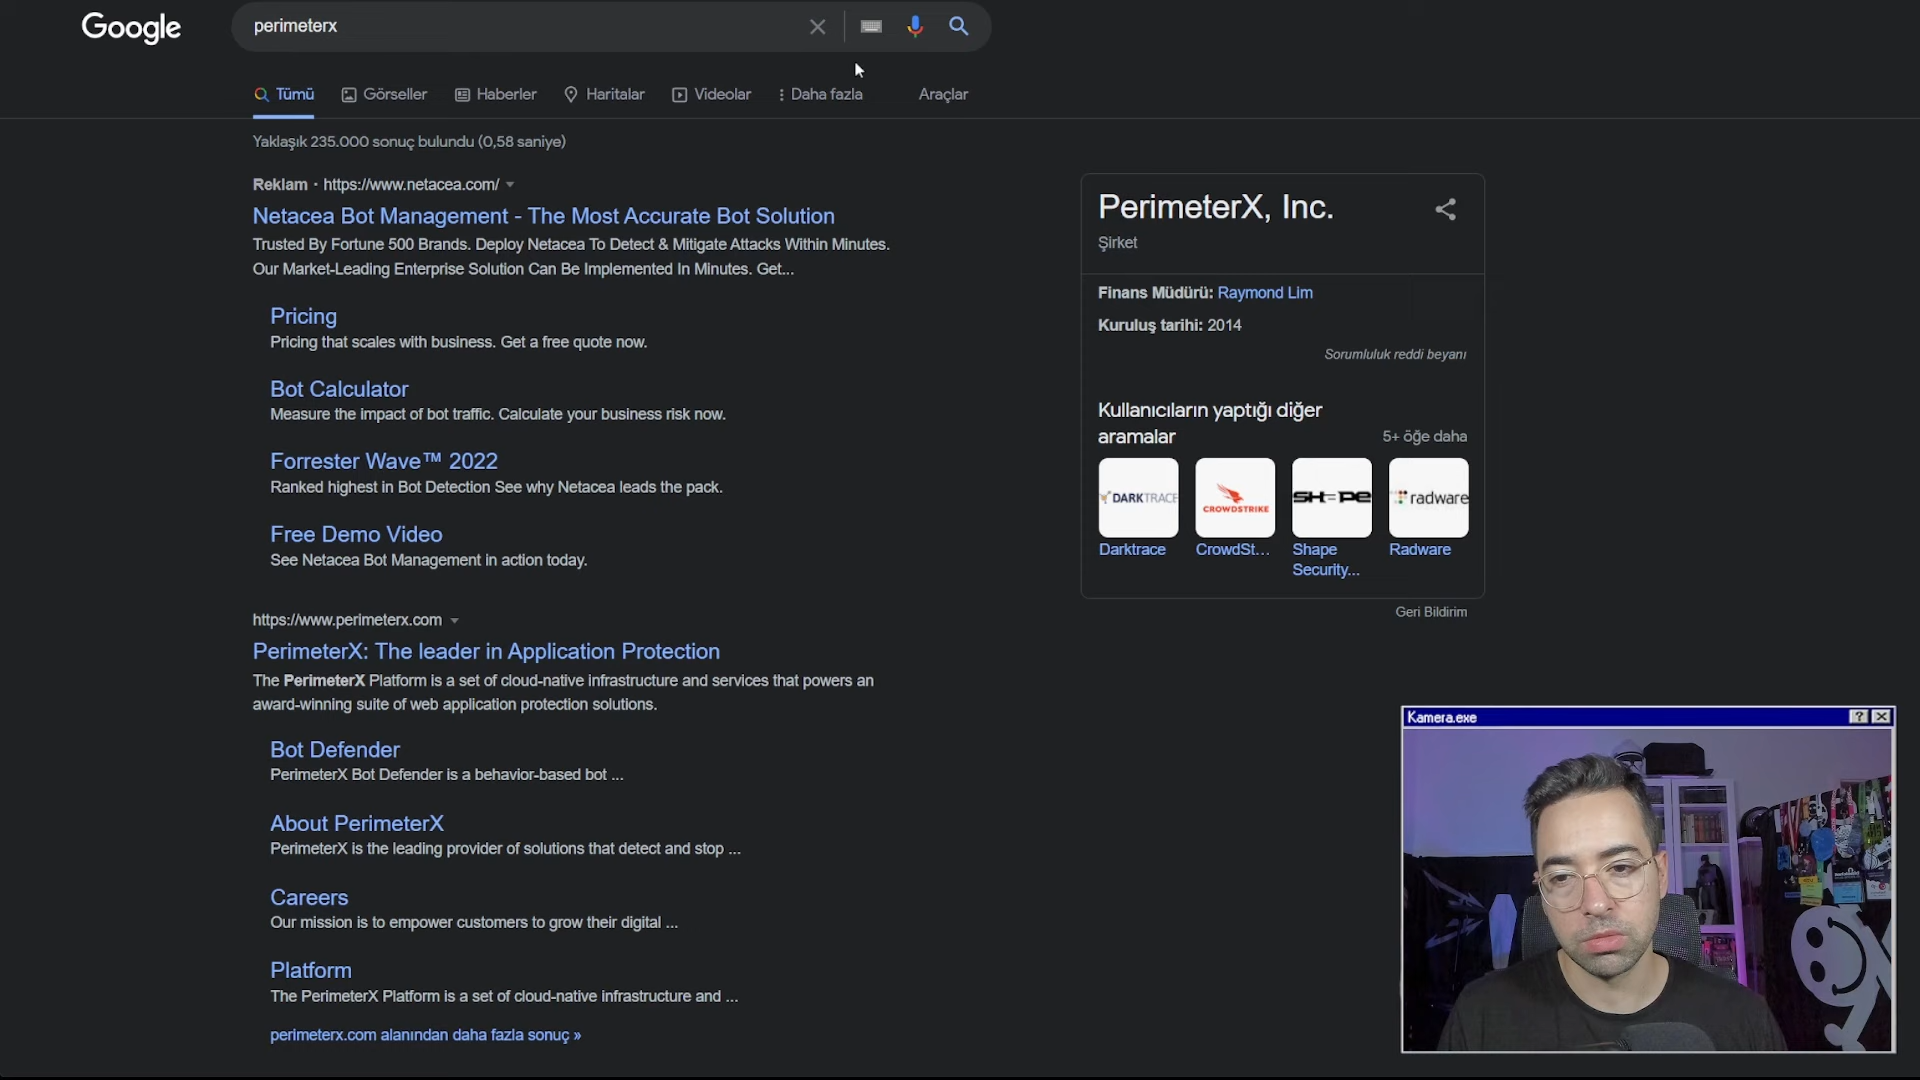 Google
perimeterx
Tümü
Görseller
Haberler
Haritalar
Videolar
Daha fazla
Araçlar
Yaklaşık 235.000 sonuç bulundu (0,58 saniye)
Reklam · https://www.netacea.com/
Netacea Bot Management - The Most Accurate Bot Solution
Trusted By Fortune 500 Brands. Deploy Netacea To Detect & Mitigate Attacks Within Minutes.
Our Market-Leading Enterprise Solution Can Be Implemented In Minutes. Get...
Pricing
Pricing that scales with business. Get a free quote now.
Bot Calculator
Measure the impact of bot traffic. Calculate your business risk now.
Forrester Wave™ 2022
Ranked highest in Bot Detection See why Netacea leads the pack.
Free Demo Video
See Netacea Bot Management in action today.
https://www.perimeterx.com
PerimeterX: The leader in Application Protection
The PerimeterX Platform is a set of cloud-native infrastructure and services that powers an
award-winning suite of web application protection solutions.
Bot Defender
PerimeterX Bot Defender is a behavior-based bot ...
About PerimeterX
PerimeterX is the leading provider of solutions that detect and stop ...
Careers
Our mission is to empower customers to grow their digital ...
Platform
The PerimeterX Platform is a set of cloud-native infrastructure and ...
perimeterx.com alanından daha fazla sonuç »
PerimeterX, Inc.
Şirket
Finans Müdürü: Raymond Lim
Kuruluş tarihi: 2014
Sorumluluk reddi beyanı
Kullanıcıların yaptığı diğer
aramalar
5+ öğe daha
DARKTRACE
CROWDSTRIKE
SH=PE
radware
Darktrace
CrowdSt...
Shape
Security...
Radware
Geri Bildirim
Kamera.exe